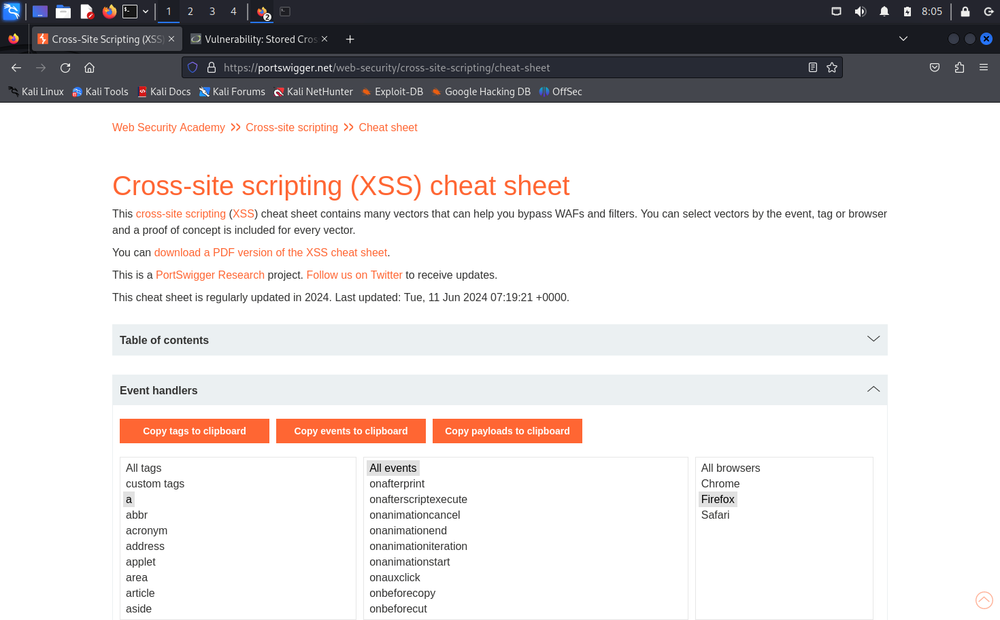 1 2 3 4 2 8:05
Cross-Site Scripting (XSS) Vulnerability: Stored Cros
https://portswigger.net/web-security/cross-site-scripting/cheat-sheet
Kali Linux Kali Tools Kali Docs Kali Forums Kali NetHunter Exploit-DB Google Hacking DB OffSec
Web Security Academy >> Cross-site scripting >> Cheat sheet
Cross-site scripting (XSS) cheat sheet
This cross-site scripting (XSS) cheat sheet contains many vectors that can help you bypass WAFs and filters. You can select vectors by the event, tag or browser
and a proof of concept is included for every vector.
You can download a PDF version of the XSS cheat sheet.
This is a PortSwigger Research project. Follow us on Twitter to receive updates.
This cheat sheet is regularly updated in 2024. Last updated: Tue, 11 Jun 2024 07:19:21 +0000.
Table of contents
Event handlers
Copy tags to clipboard Copy events to clipboard Copy payloads to clipboard
All tags All events All browsers
custom tags onafterprint Chrome
a onafterscriptexecute Firefox
abbr onanimationcancel Safari
acronym onanimationend
address onanimationiteration
applet onanimationstart
area onauxclick
article onbeforecopy
aside onbeforecut